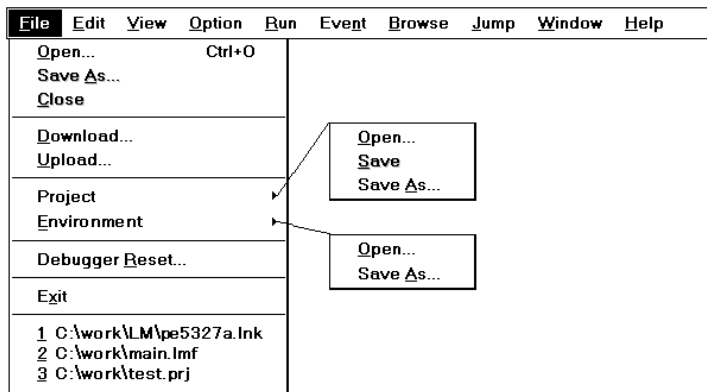 File Edit View Option Run Event Browse Jump Window Help
Open... Ctrl+O
Save As...
Close
Download...
Upload...
Project
Environment
Debugger Reset...
Exit
1 C:\work\LM\pe5327a.lnk
2 C:\work\main.lmf
3 C:\work\test.prj
Open...
Save
Save As...
Open...
Save As...